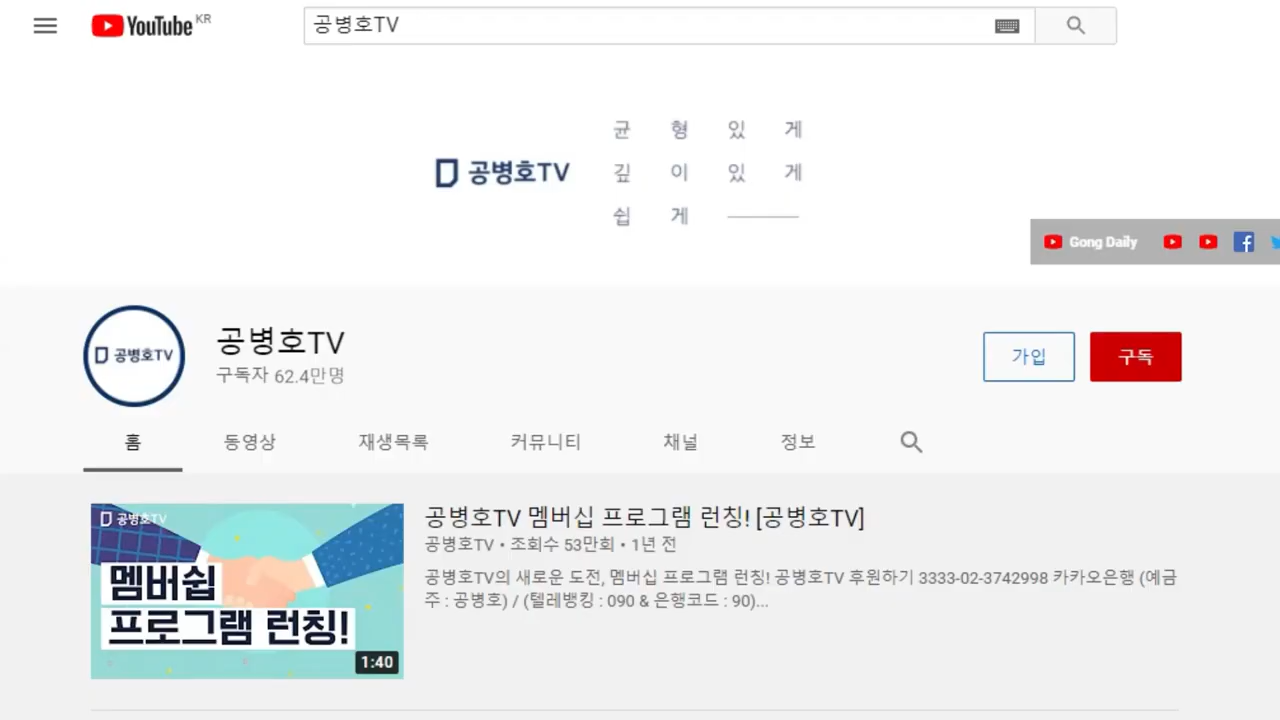 YouTube KR
공병호TV
균 형 있 게
공병호TV
깊 이 있 게
쉽 게
Gong Daily
공병호TV
공병호TV
구독자 62.4만명
가입
구독
홈
동영상
재생목록
커뮤니티
채널
정보
공병호TV
멤버쉽
프로그램 런칭!
1:40
공병호TV 멤버십 프로그램 런칭! [공병호TV]
공병호TV • 조회수 53만회 • 1년 전
공병호TV의 새로운 도전, 멤버십 프로그램 런칭! 공병호TV 후원하기 3333-02-3742998 카카오은행 (예금
주 : 공병호) / (텔레뱅킹 : 090 & 은행코드 : 90)...